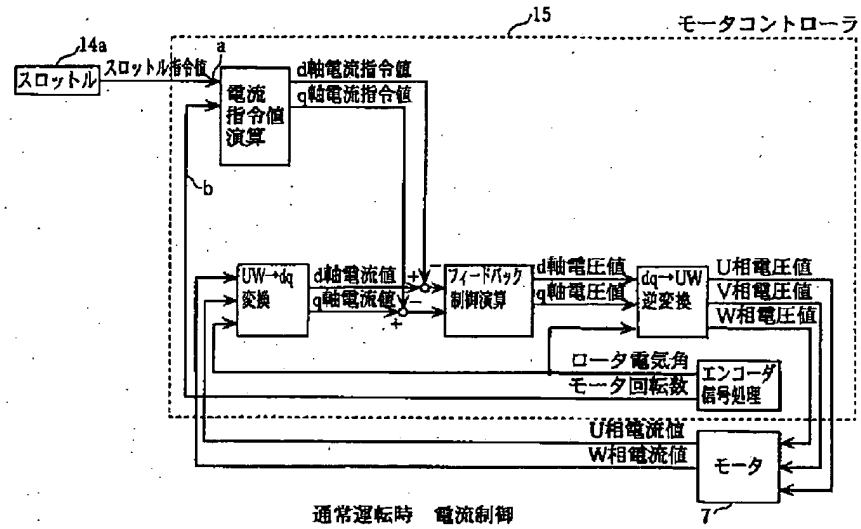 15
モータコントローラ
14a
スロットル
スロットル指令値
a
電流
指令値
演算
d軸電流指令値
q軸電流指令値
b
UW→dq
変換
d軸電流値
q軸電流値
+
−
−
+
フィードバック
制御演算
d軸電圧値
q軸電圧値
dq→UW
逆変換
U相電圧値
V相電圧値
W相電圧値
ロータ電気角
モータ回転数
エンコーダ
信号処理
U相電流値
W相電流値
モータ
7
通常運転時 電流制御